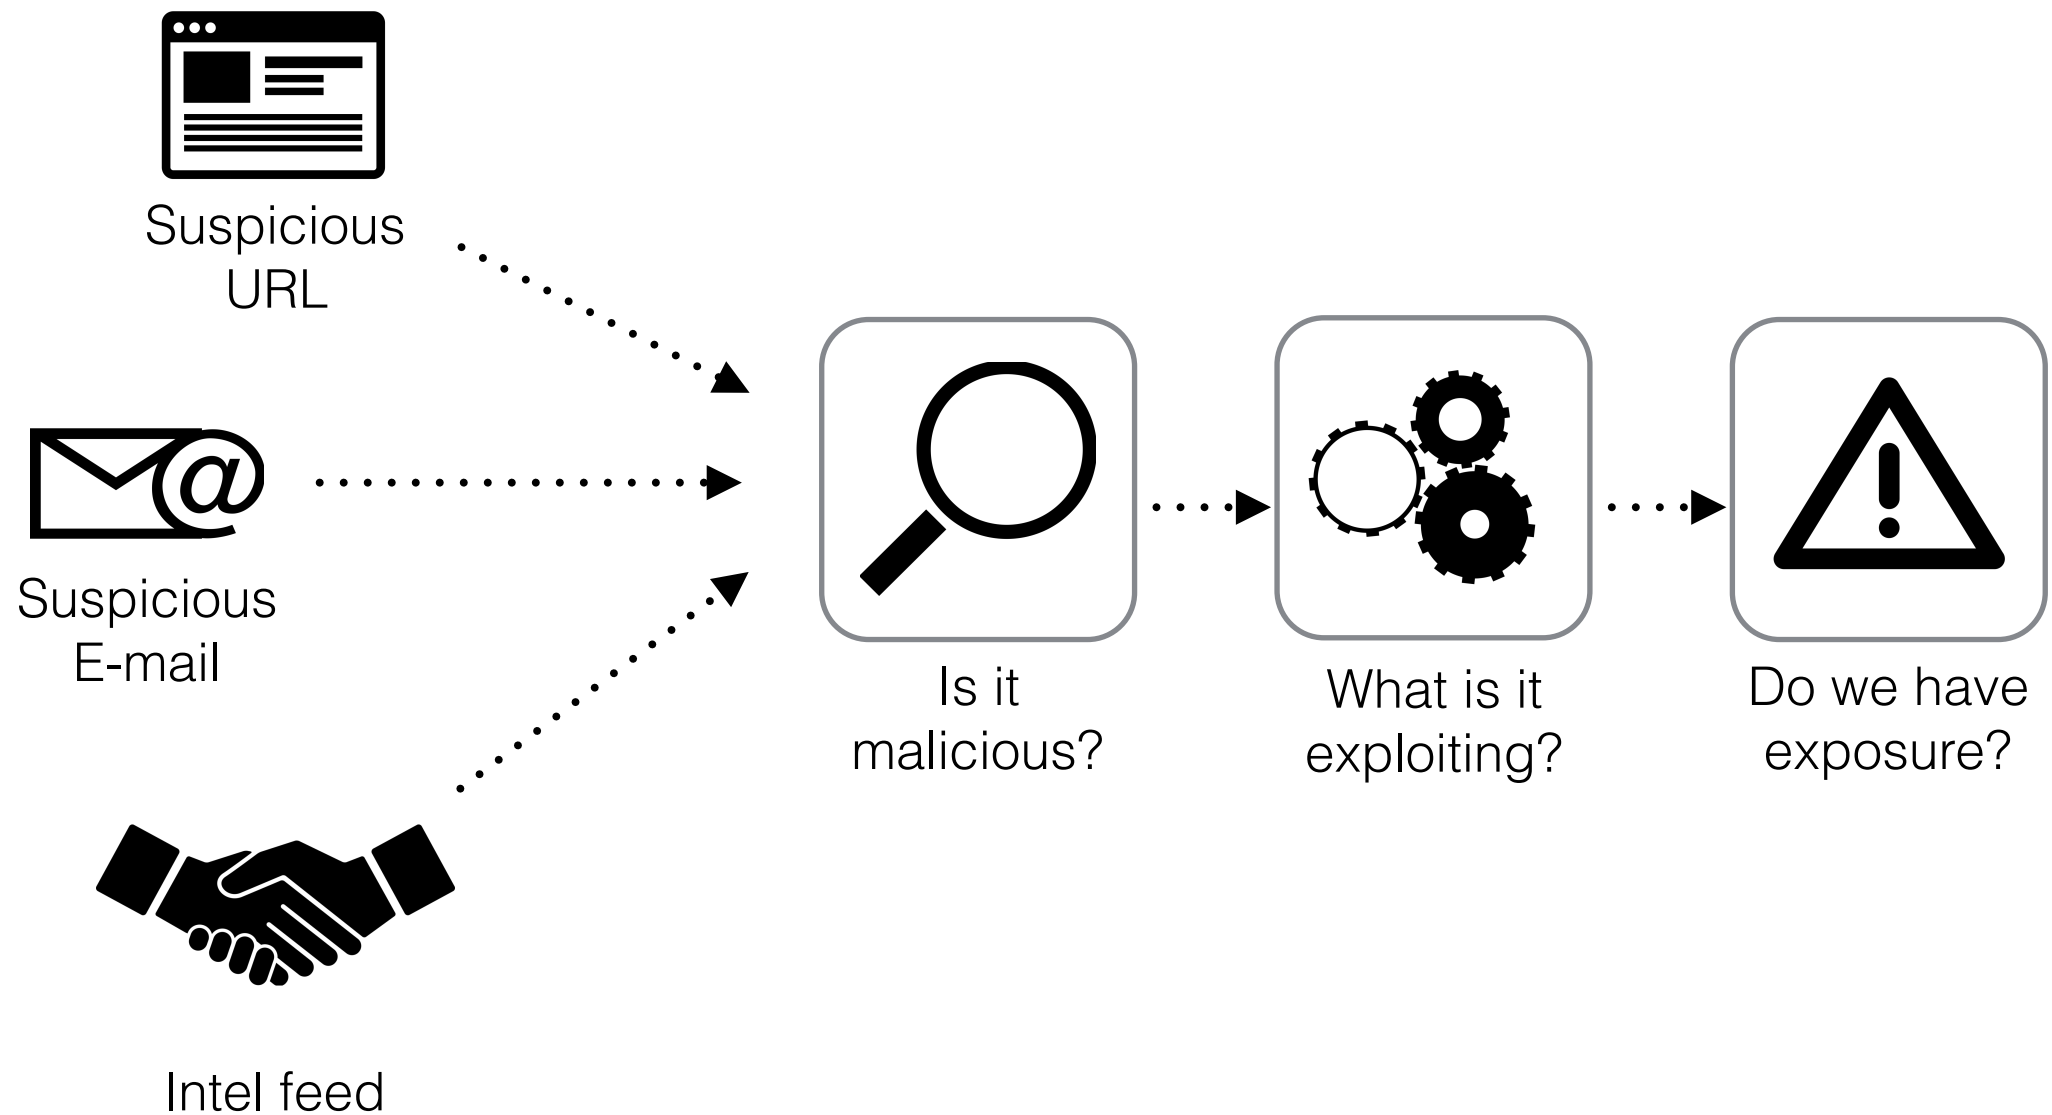 Suspicious
URL
@
Suspicious
E-mail
Intel feed
Is it
malicious?
What is it
exploiting?
Do we have
exposure?